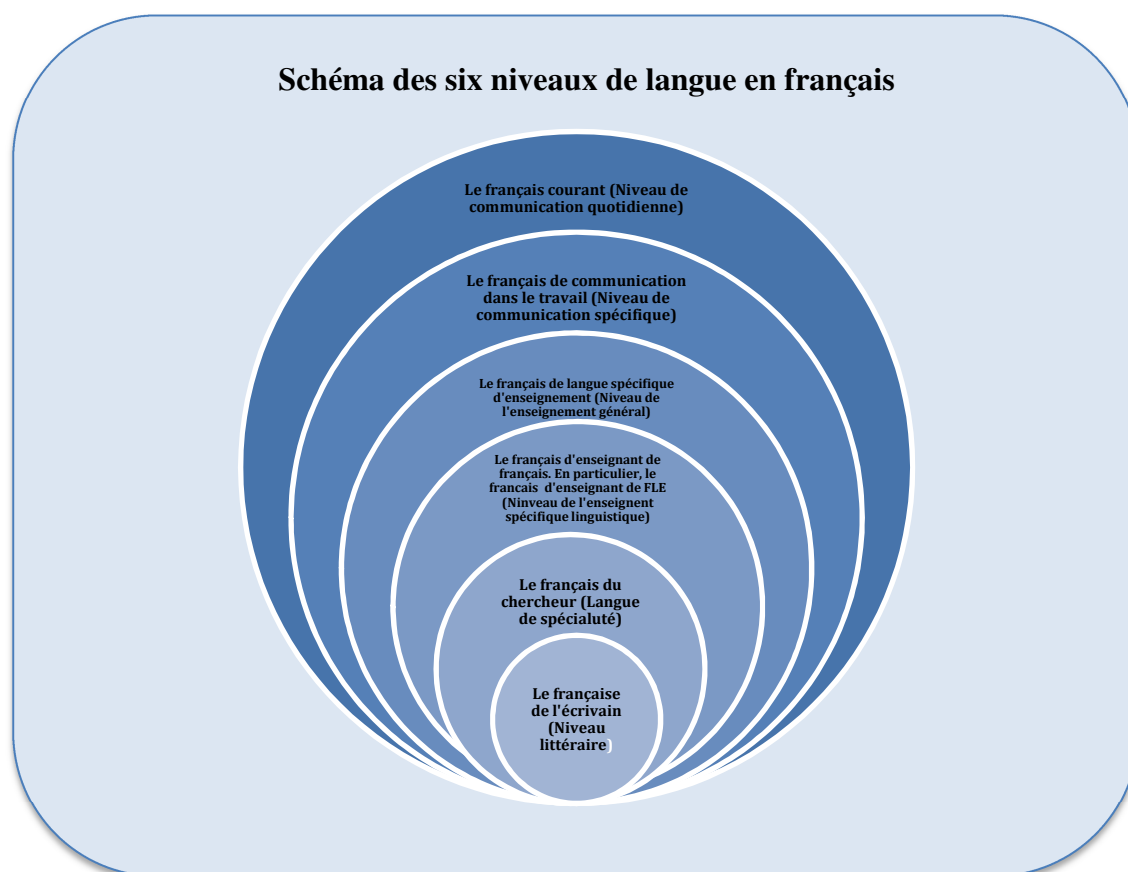 Schéma des six niveaux de langue en français
Le français courant (Niveau de
communication quotidienne)
Le français de communication
dans le travail (Niveau de
communication spécifique)
Le français de langue spécifique
d'enseignement (Niveau de
l'enseignement général)
Le français d'enseignant de
français. En particulier, le
francais d'enseignant de FLE
(Ninveau de l'enseignent
spécifique linguistique)
Le français du
chercheur (Langue
de spécialuté)
Le française
de l'écrivain
(Niveau
littéraire)